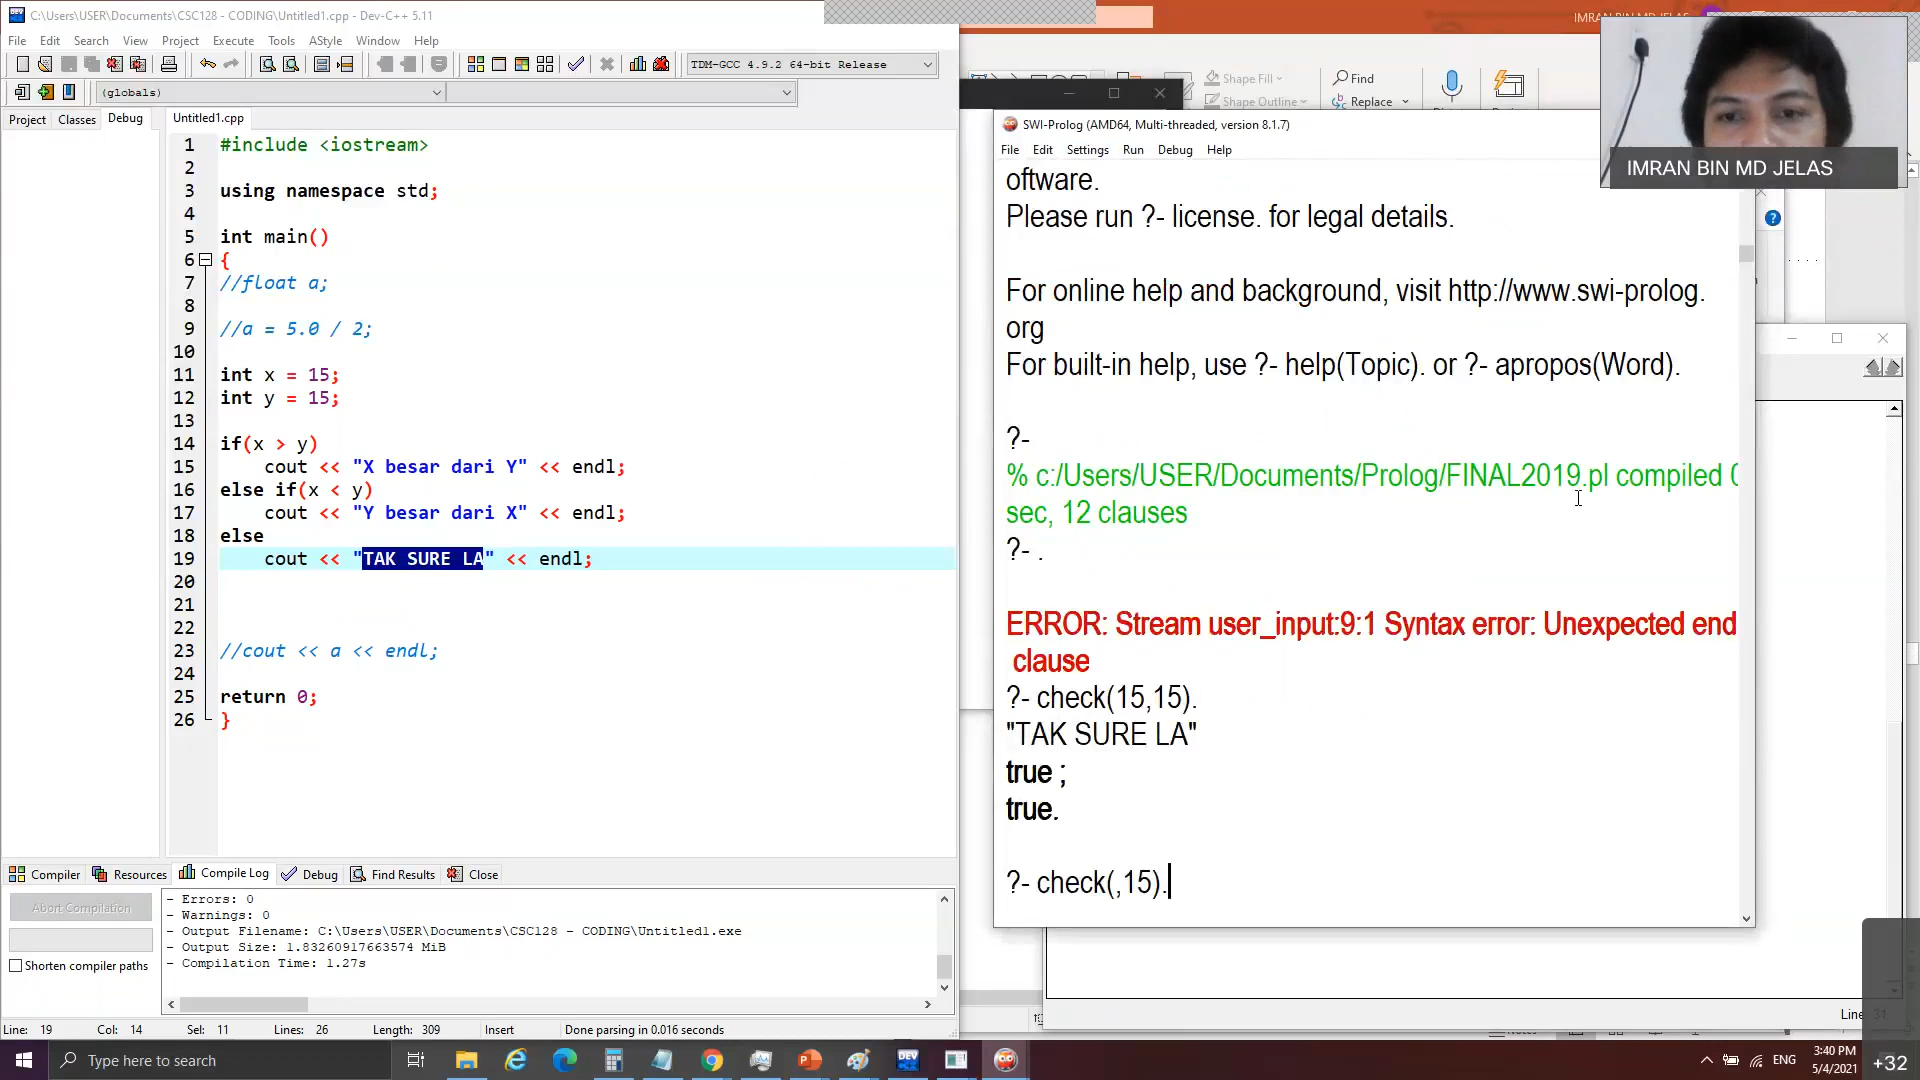 C:\Users\USER\Documents\CSC128 - CODING\Untitled1.cpp - Dev-C++ 5.11
File Edit Search View Project Execute Tools AStyle Window Help
TDM-GCC 4.9.2 64-bit Release
(globals)
Project Classes Debug
Untitled1.cpp
1 #include <iostream>
2
3 using namespace std;
4
5 int main()
6 {
7 //float a;
8
9 //a = 5.0 / 2;
10
11 int x = 15;
12 int y = 15;
13
14 if(x > y)
15 cout << "X besar dari Y" << endl;
16 else if(x < y)
17 cout << "Y besar dari X" << endl;
18 else
19 cout << "TAK SURE LA" << endl;
20
21
22
23 //cout << a << endl;
24
25 return 0;
26 }
Compiler Resources Compile Log Debug Find Results Close
Abort Compilation
Shorten compiler paths
- Errors: 0
- Warnings: 0
- Output Filename: C:\Users\USER\Documents\CSC128 - CODING\Untitled1.exe
- Output Size: 1.83260917663574 MiB
- Compilation Time: 1.27s
Line: 19 Col: 14 Sel: 11 Lines: 26 Length: 309 Insert Done parsing in 0.016 seconds
IMRAN BIN MD JELAS
Shape Fill
Shape Outline
Find
Replace
SWI-Prolog (AMD64, Multi-threaded, version 8.1.7)
File Edit Settings Run Debug Help
oftware.
Please run ?- license. for legal details.
For online help and background, visit http://www.swi-prolog.
org
For built-in help, use ?- help(Topic). or ?- apropos(Word).
?-
% c:/Users/USER/Documents/Prolog/FINAL2019.pl compiled 0
sec, 12 clauses
?- .
ERROR: Stream user_input:9:1 Syntax error: Unexpected end
clause
?- check(15,15).
"TAK SURE LA"
true ;
true.
?- check(,15).
IMRAN BIN MD JELAS
Line: 31
Type here to search
DEV
ENG
3:40 PM
5/4/2021
+32